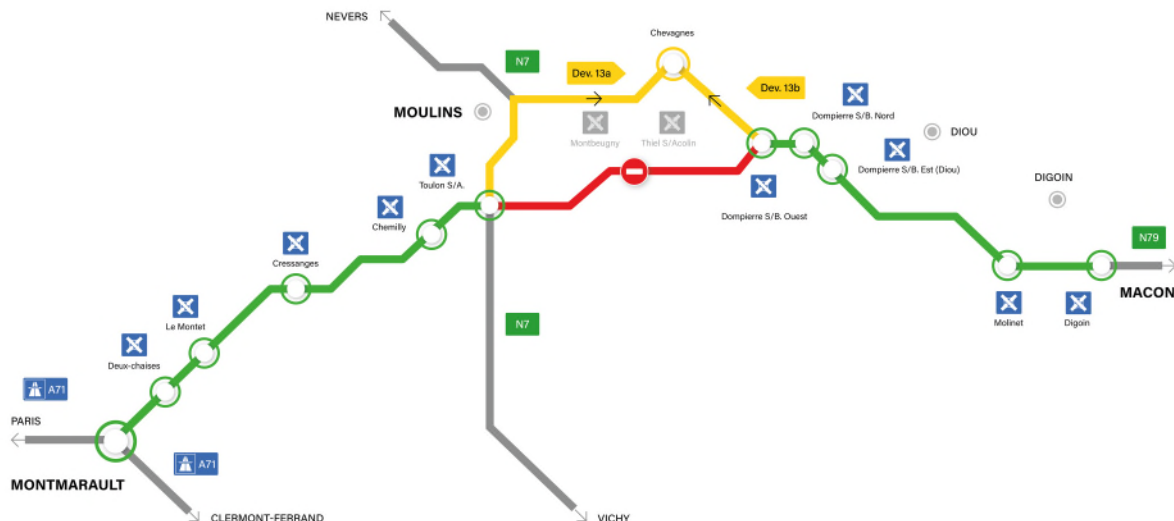 NEVERS
N7
Chevagnes
Dev. 13a
Dev. 13b
MOULINS
Montbeugny
Thiel S/Acolin
Dompierre S/B. Nord
DIOU
Toulon S/A.
Dompierre S/B. Est (Diou)
DIGOIN
Dompierre S/B. Ouest
Chemilly
N79
Cressanges
MACON
Le Montet
N7
Molinet
Digoin
Deux-chaises
A71
PARIS
A71
MONTMARAULT
CLERMONT-FERRAND
VICHY